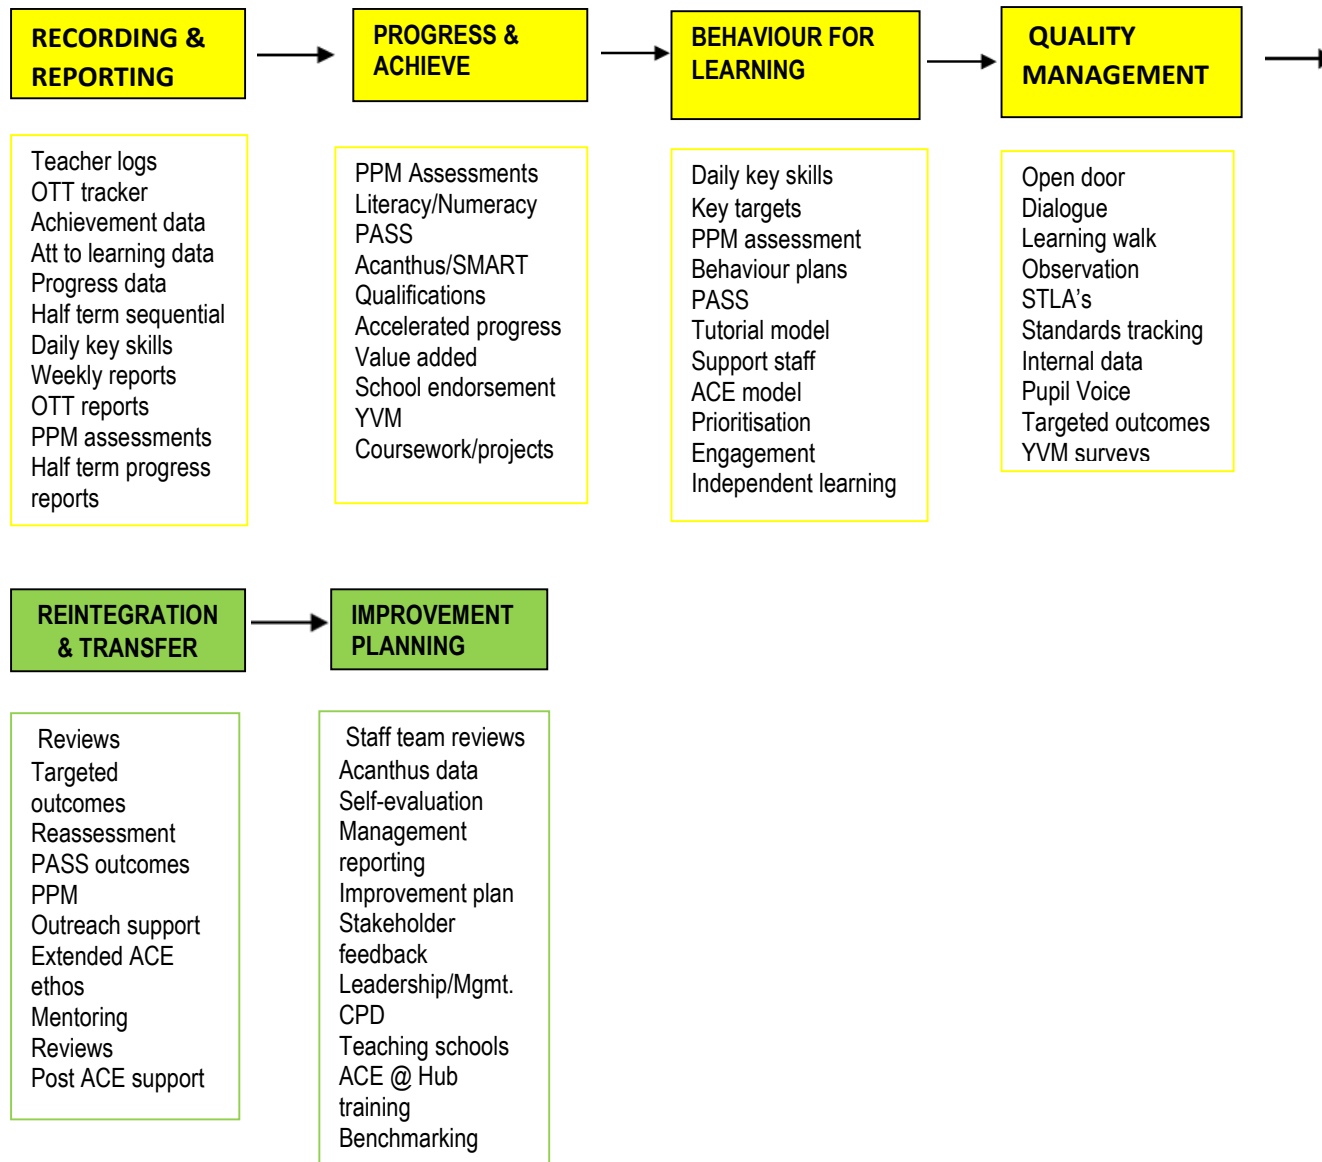 RECORDING &
REPORTING
PROGRESS &
ACHIEVE
BEHAVIOUR FOR
LEARNING
QUALITY
MANAGEMENT
Teacher logs
OTT tracker
Achievement data
Att to learning data
Progress data
Half term sequential
Daily key skills
Weekly reports
OTT reports
PPM assessments
Half term progress
reports
PPM Assessments
Literacy/Numeracy
PASS
Acanthus/SMART
Qualifications
Accelerated progress
Value added
School endorsement
YVM
Coursework/projects
Daily key skills
Key targets
PPM assessment
Behaviour plans
PASS
Tutorial model
Support staff
ACE model
Prioritisation
Engagement
Independent learning
Open door
Dialogue
Learning walk
Observation
STLA’s
Standards tracking
Internal data
Pupil Voice
Targeted outcomes
YVM surveys
REINTEGRATION
& TRANSFER
IMPROVEMENT
PLANNING
Reviews
Targeted
outcomes
Reassessment
PASS outcomes
PPM
Outreach support
Extended ACE
ethos
Mentoring
Reviews
Post ACE support
Staff team reviews
Acanthus data
Self-evaluation
Management
reporting
Improvement plan
Stakeholder
feedback
Leadership/Mgmt.
CPD
Teaching schools
ACE @ Hub
training
Benchmarking